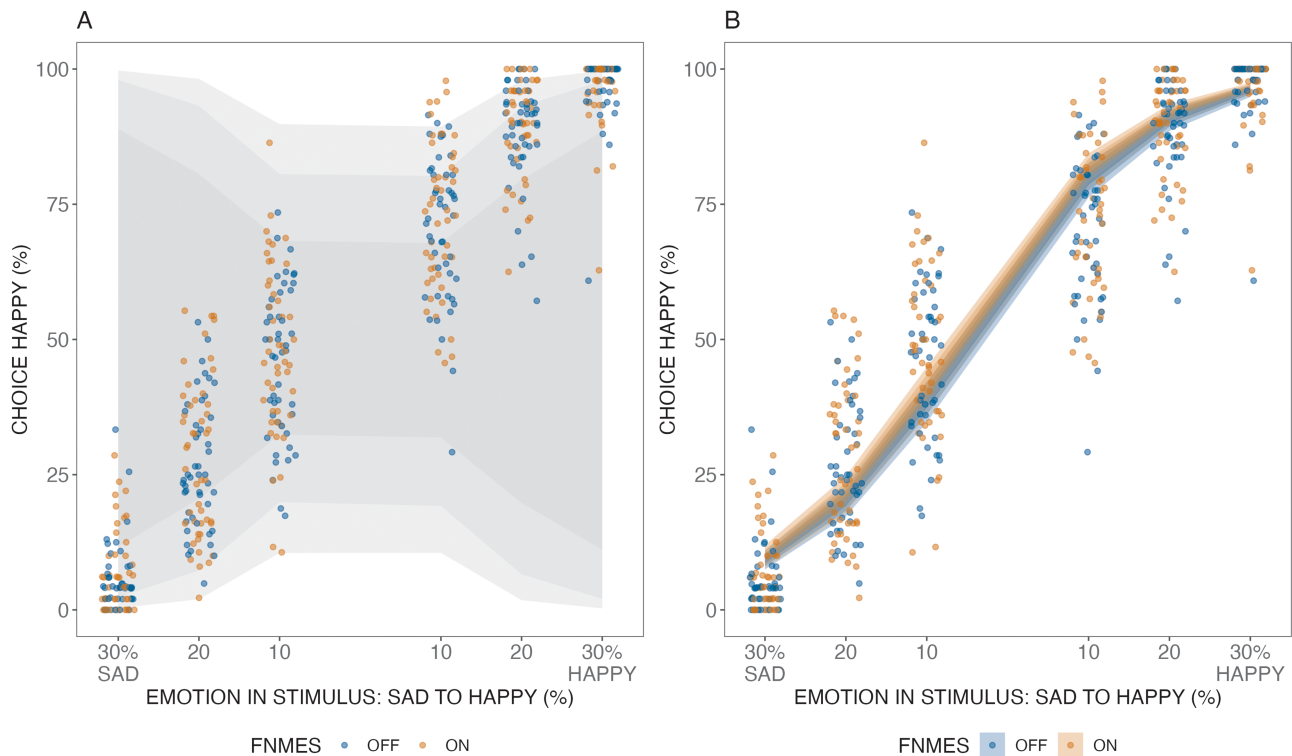 A
CHOICE HAPPY (%)
100
75
50
25
0
30% 20 10 10 20 30%
SAD HAPPY
EMOTION IN STIMULUS: SAD TO HAPPY (%)
FNMES OFF ON
B
CHOICE HAPPY (%)
100
75
50
25
0
30% 20 10 10 20 30%
SAD HAPPY
EMOTION IN STIMULUS: SAD TO HAPPY (%)
FNMES OFF ON